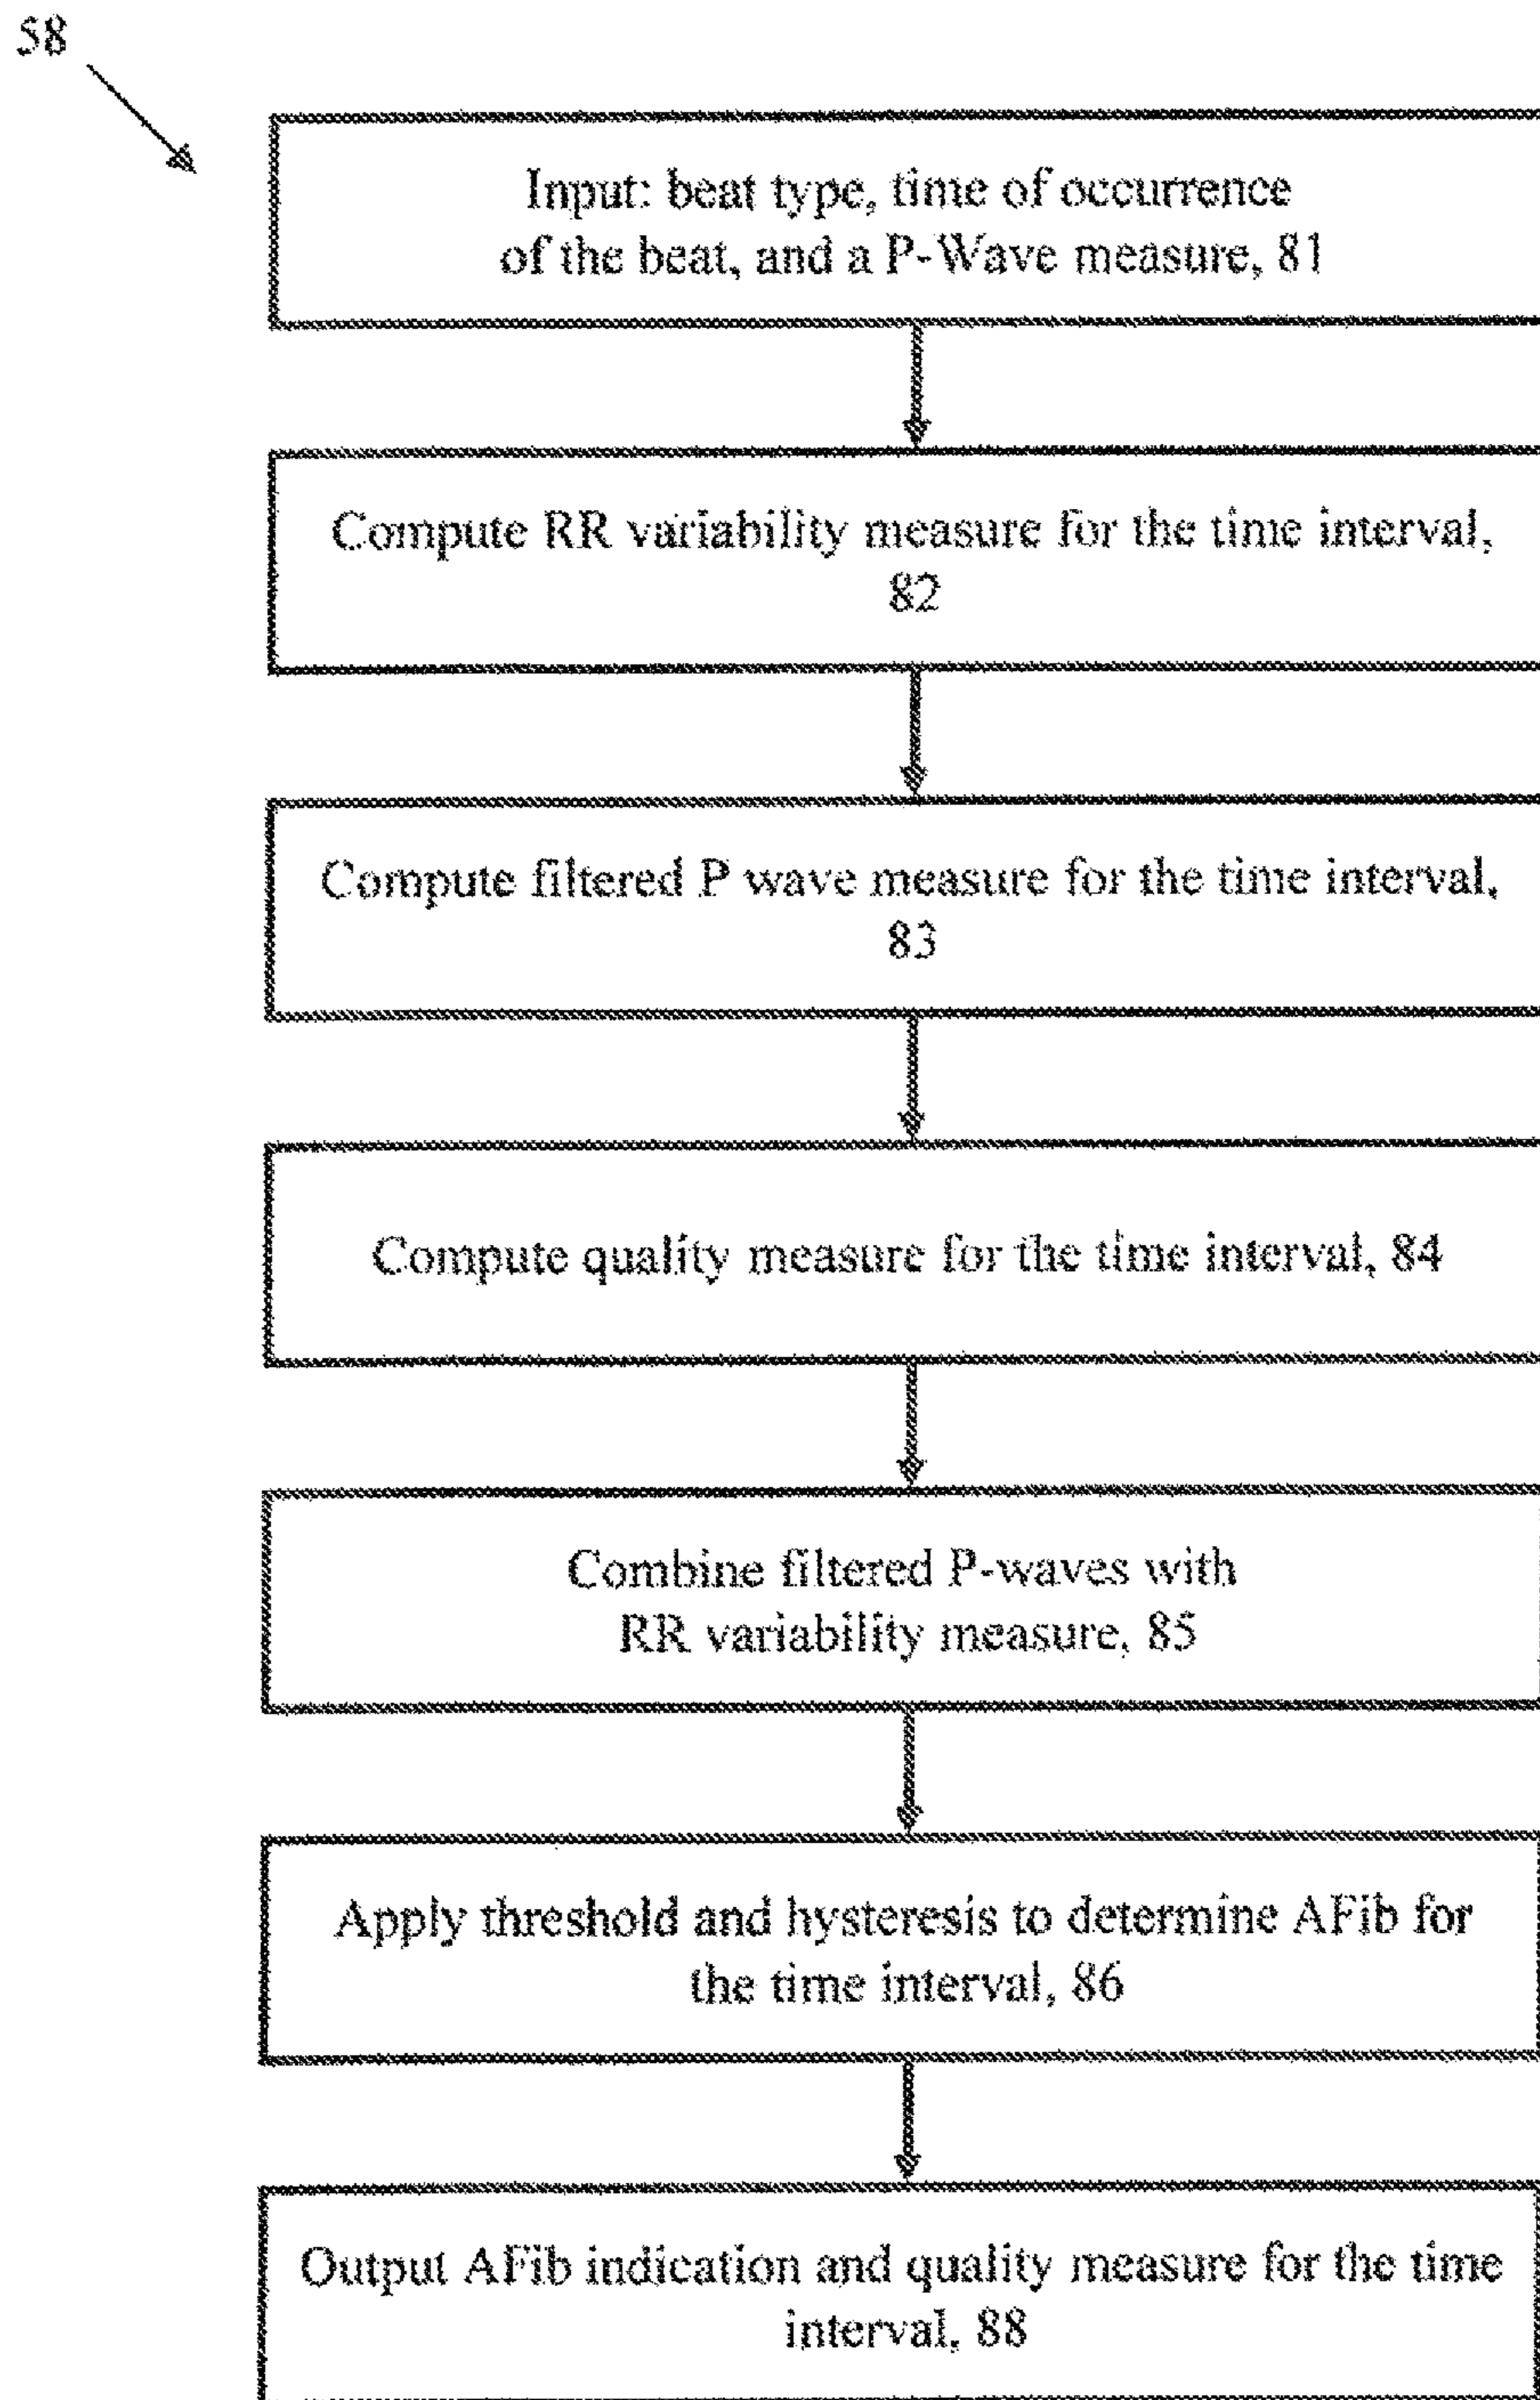 58
Input: beat type, time of occurrence
of the beat, and a P-Wave measure, 81
Compute RR variability measure for the time interval,
82
Compute filtered P wave measure for the time interval,
83
Compute quality measure for the time interval, 84
Combine filtered P-waves with
RR variability measure, 85
Apply threshold and hysteresis to determine AFib for
the time interval, 86
Output AFib indication and quality measure for the time
interval, 88